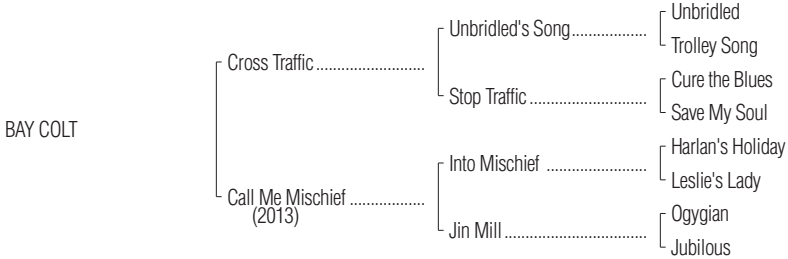 Unbridled
Unbridled's Song..................
Trolley Song
Cross Traffic ..........................
Cure the Blues
Stop Traffic ............................
Save My Soul
BAY COLT
Harlan's Holiday
Into Mischief ........................
Leslie's Lady
Call Me Mischief ..................
(2013)
Ogygian
Jin Mill ..................................
Jubilous